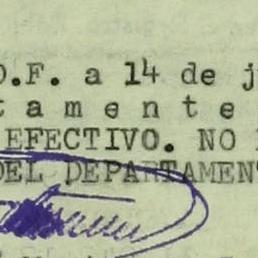 D.F. a 14 de j
tamente
EFECTIVO. NO
DEL DEPARTAMENT